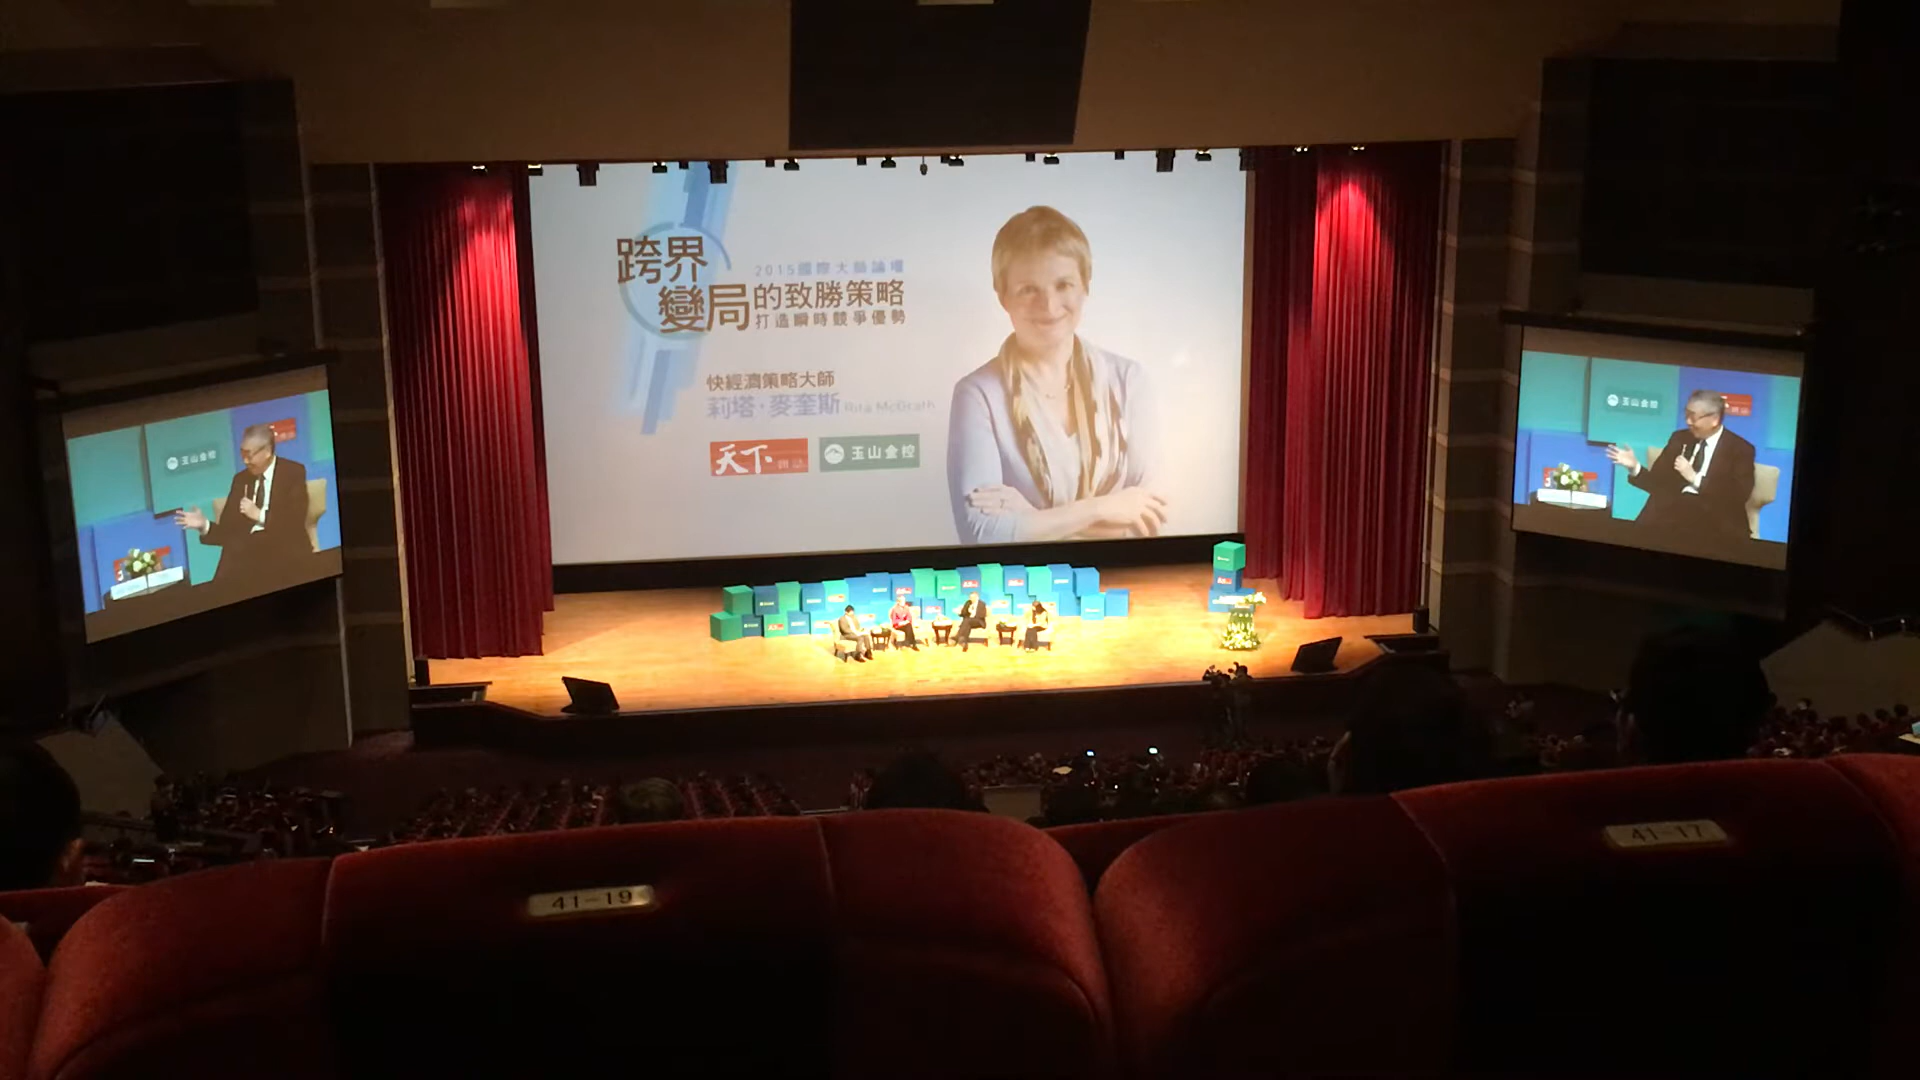 跨界
變局
2015國際大師論壇
的致勝策略
打造瞬時競爭優勢
快經濟策略大師
莉塔·麥奎斯 Rita McGrath
天下
玉山金控
玉山金控
玉山金控
41-19
41-17